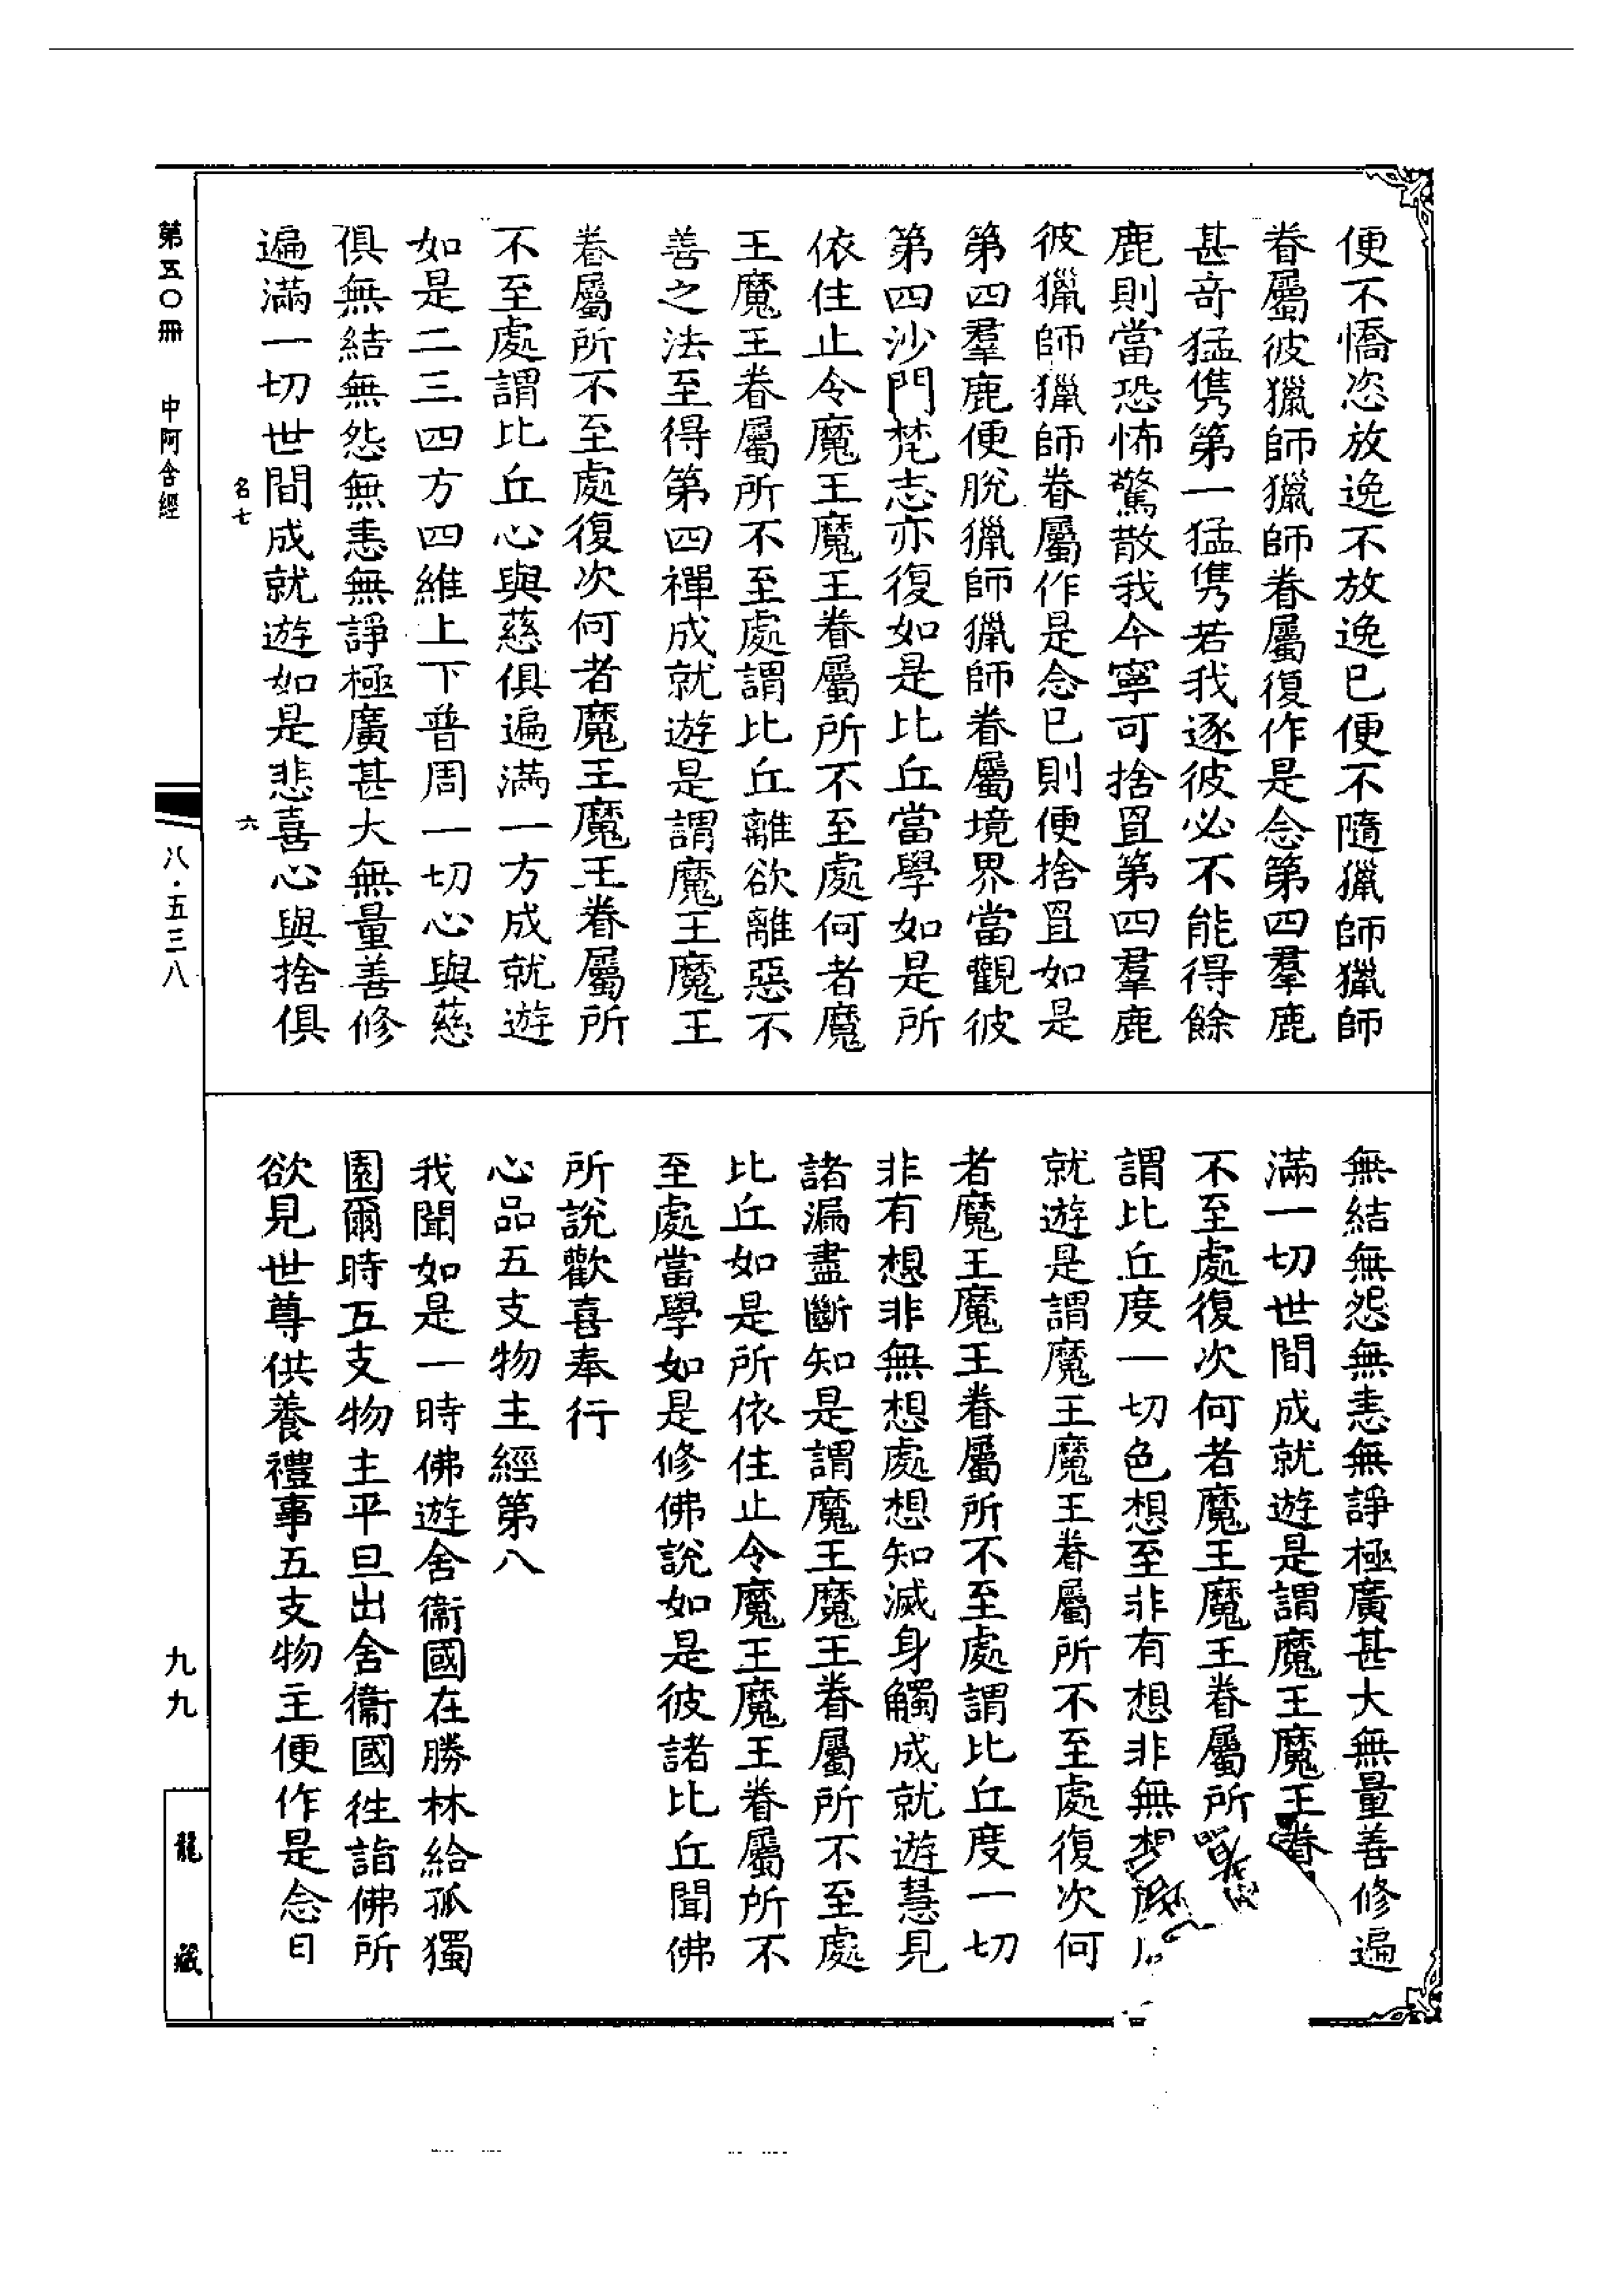 便不憍恣放逸不放逸已便不隨獵師獵師
眷屬彼獵師獵師眷屬復作是念第四羣鹿
甚奇猛儁第一猛儁若我逐彼必不能得餘
鹿則當恐怖驚散我今寧可捨罝第四羣鹿
彼獵師獵師眷屬作是念已則便捨罝如是
第四羣鹿便脫獵師獵師眷屬境界當觀彼
第四沙門梵志亦復如是比丘當學如是所
依住止令魔王魔王眷屬所不至處何者魔
王魔王眷屬所不至處謂比丘離欲離惡不
善之法至得第四禪成就遊是謂魔王魔王
眷屬所不至處復次何者魔王魔王眷屬所
不至處謂比丘心與慈俱遍滿一方成就遊
如是二三四方四維上下普周一切心與慈
俱無結無怨無恚無諍極廣甚大無量善修
遍滿一切世間成就遊如是悲喜心與捨俱
名七 六
無結無怨無恚無諍極廣甚大無量善修遍
滿一切世間成就遊是謂魔王魔王眷
不至處復次何者魔王魔王眷屬所
謂比丘度一切色想至非有想非無想
就遊是謂魔王魔王眷屬所不至處復次何
者魔王魔王眷屬所不至處謂比丘度一切
非有想非無想處想知滅身觸成就遊慧見
諸漏盡斷知是謂魔王魔王眷屬所不至處
比丘如是所依住止令魔王魔王眷屬所不
至處當學如是修佛說如是彼諸比丘聞佛
所說歡喜奉行
心品五支物主經第八
我聞如是一時佛遊舍衞國在勝林給孤獨
園爾時五支物主平旦出舍衞國往詣佛所
欲見世尊供養禮事五支物主便作是念日
第五〇冊 中阿含經
八·五三八
九九
龍藏